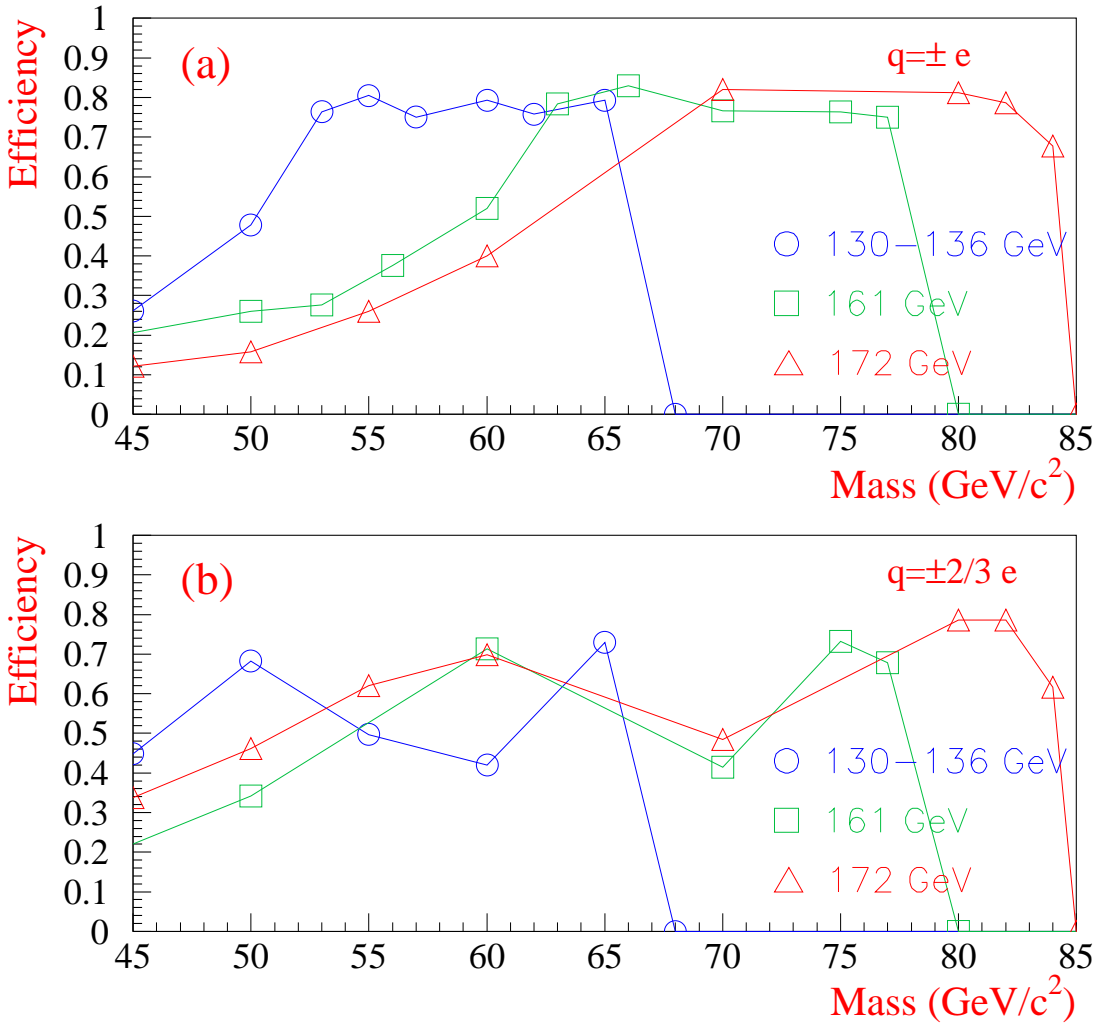 1
0.9
0.8
0.7
0.6
0.5
0.4
0.3
0.2
0.1
0
Efficiency
(a)
q=± e
130−136 GeV
161 GeV
172 GeV
45 50 55 60 65 70 75 80 85
Mass (GeV/c²)
1
0.9
0.8
0.7
0.6
0.5
0.4
0.3
0.2
0.1
0
Efficiency
(b)
q=±2/3 e
130−136 GeV
161 GeV
172 GeV
45 50 55 60 65 70 75 80 85
Mass (GeV/c²)